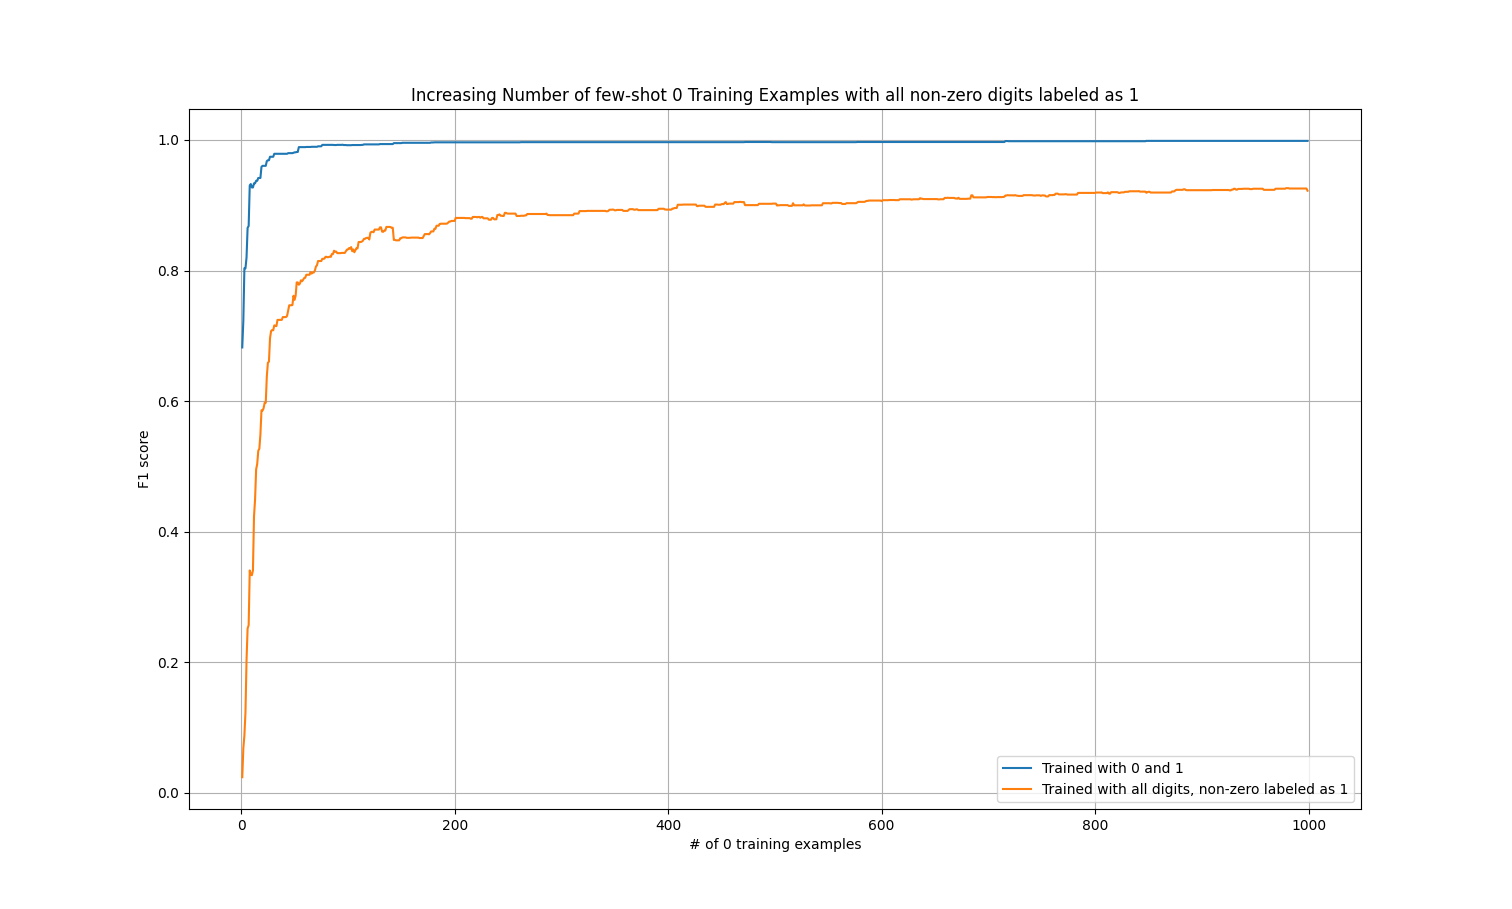 Increasing Number of few-shot 0 Training Examples with all non-zero digits labeled as 1
1.0
0.8
0.6
0.4
0.2
0.0
F1 score
0 200 400 600 800 1000
# of 0 training examples
Trained with 0 and 1
Trained with all digits, non-zero labeled as 1